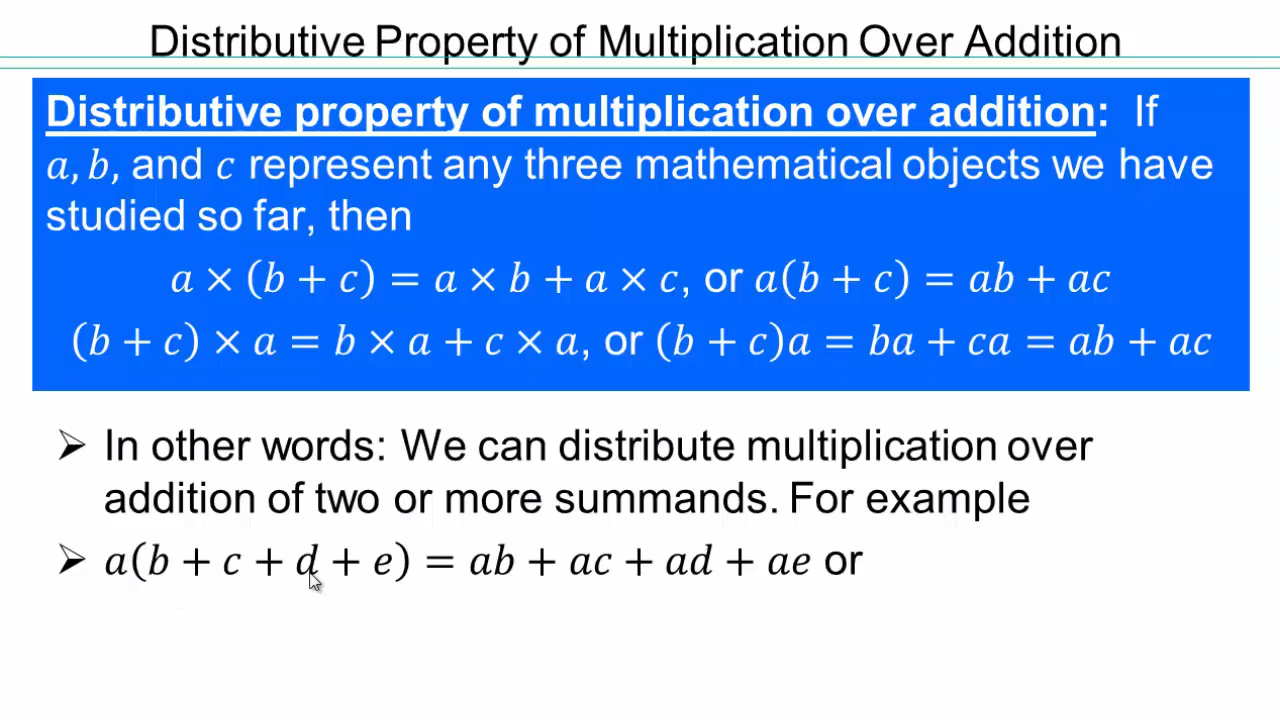 Distributive Property of Multiplication Over Addition
Distributive property of multiplication over addition: If
𝑎, 𝑏, and 𝑐 represent any three mathematical objects we have
studied so far, then
𝑎 × (𝑏 + 𝑐) = 𝑎 × 𝑏 + 𝑎 × 𝑐, or 𝑎(𝑏 + 𝑐) = 𝑎𝑏 + 𝑎𝑐
(𝑏 + 𝑐) × 𝑎 = 𝑏 × 𝑎 + 𝑐 × 𝑎, or (𝑏 + 𝑐)𝑎 = 𝑏𝑎 + 𝑐𝑎 = 𝑎𝑏 + 𝑎𝑐
➢ In other words: We can distribute multiplication over
addition of two or more summands. For example
➢ 𝑎(𝑏 + 𝑐 + 𝑑 + 𝑒) = 𝑎𝑏 + 𝑎𝑐 + 𝑎𝑑 + 𝑎𝑒 or